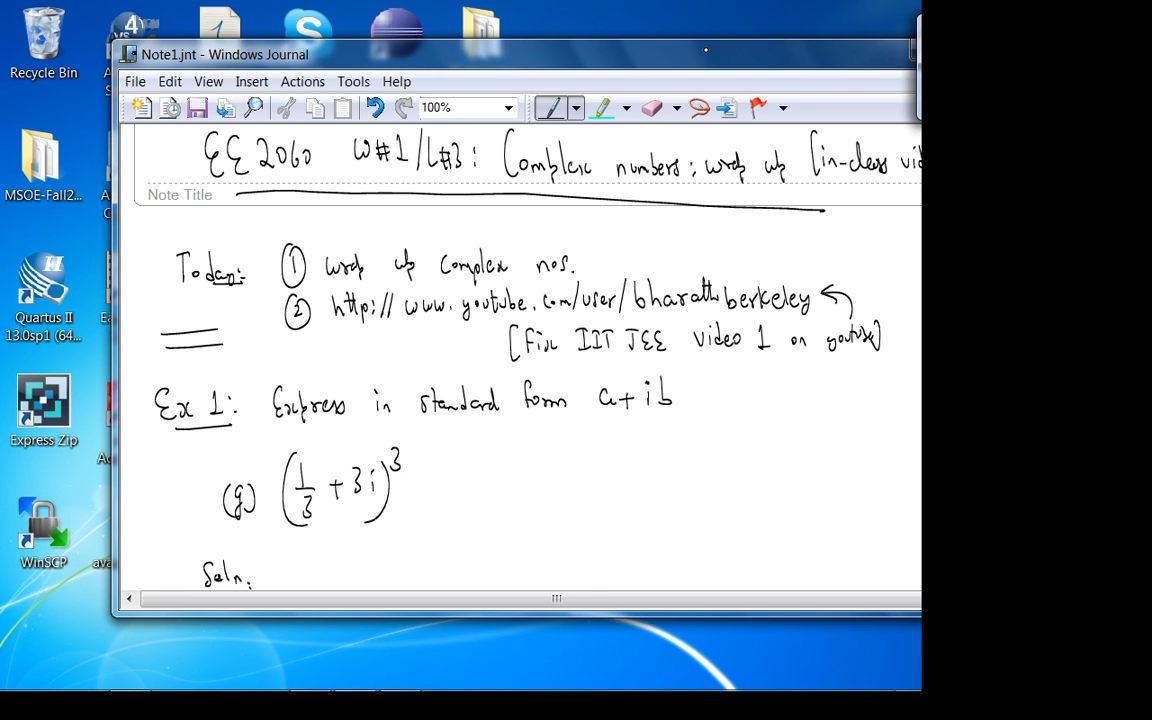 Recycle Bin
MSOE-Fall2...
Quartus II
13.0sp1 (64...
Express Zip
WinSCP
Note1.jnt - Windows Journal
File Edit View Insert Actions Tools Help
100%
EE2060 W#1/L#3: Complex numbers; wrap up [in-class vid
Note Title
Today: ① wrap up complex nos.
② http://www.youtube.com/user/bharathberkeley
[Fix IIT JEE video 1 on youtube]
Ex 1: Express in standard form a+ib
(g) (1/3 + 3i)^3
Soln: